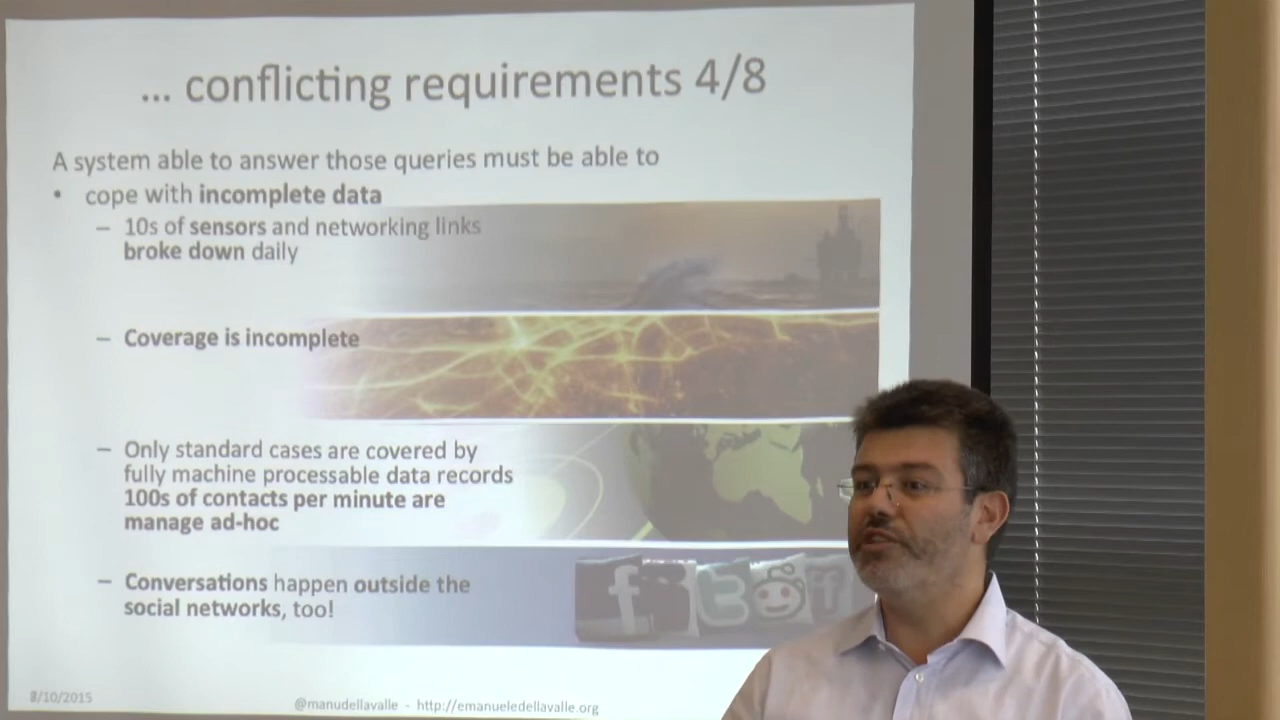 ... conflicting requirements 4/8
A system able to answer those queries must be able to
• cope with incomplete data
– 10s of sensors and networking links
broke down daily
– Coverage is incomplete
– Only standard cases are covered by
fully machine processable data records
100s of contacts per minute are
manage ad-hoc
– Conversations happen outside the
social networks, too!
8/10/2015
@manudellavalle - http://emanueledellavalle.org